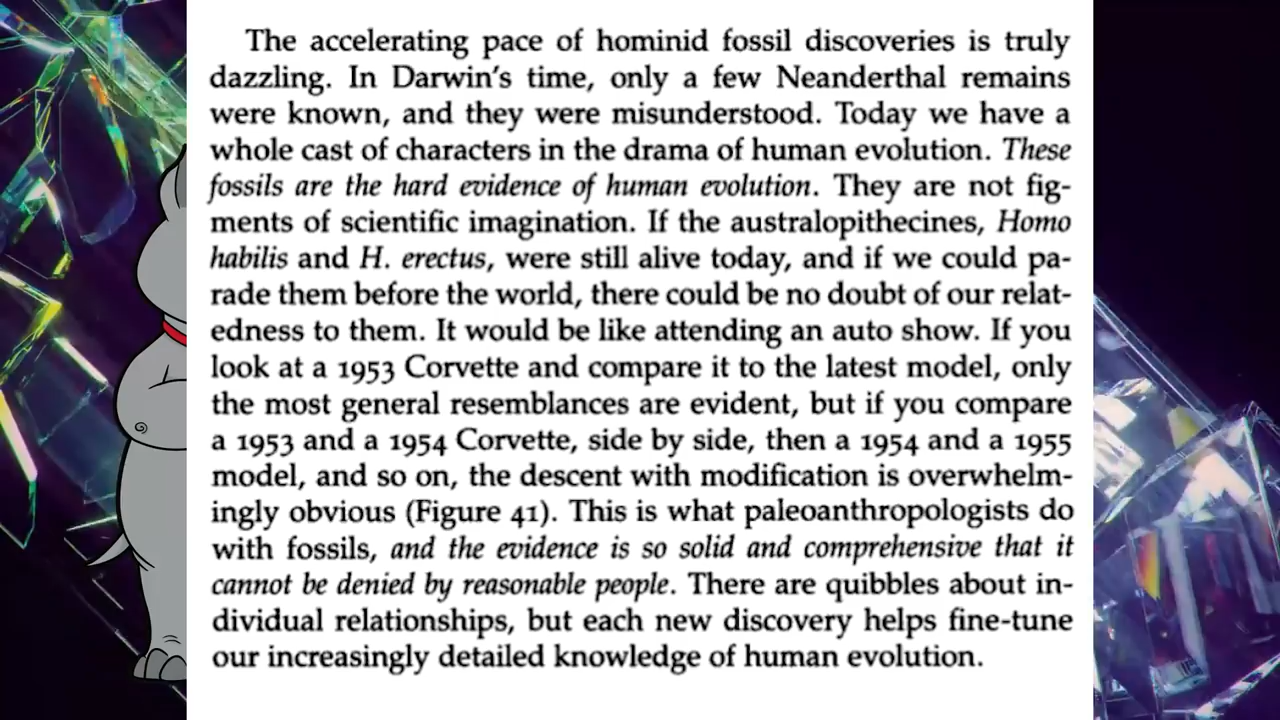 The accelerating pace of hominid fossil discoveries is truly
dazzling. In Darwin's time, only a few Neanderthal remains
were known, and they were misunderstood. Today we have a
whole cast of characters in the drama of human evolution. These
fossils are the hard evidence of human evolution. They are not fig-
ments of scientific imagination. If the australopithecines, Homo
habilis and H. erectus, were still alive today, and if we could pa-
rade them before the world, there could be no doubt of our relat-
edness to them. It would be like attending an auto show. If you
look at a 1953 Corvette and compare it to the latest model, only
the most general resemblances are evident, but if you compare
a 1953 and a 1954 Corvette, side by side, then a 1954 and a 1955
model, and so on, the descent with modification is overwhelm-
ingly obvious (Figure 41). This is what paleoanthropologists do
with fossils, and the evidence is so solid and comprehensive that it
cannot be denied by reasonable people. There are quibbles about in-
dividual relationships, but each new discovery helps fine-tune
our increasingly detailed knowledge of human evolution.